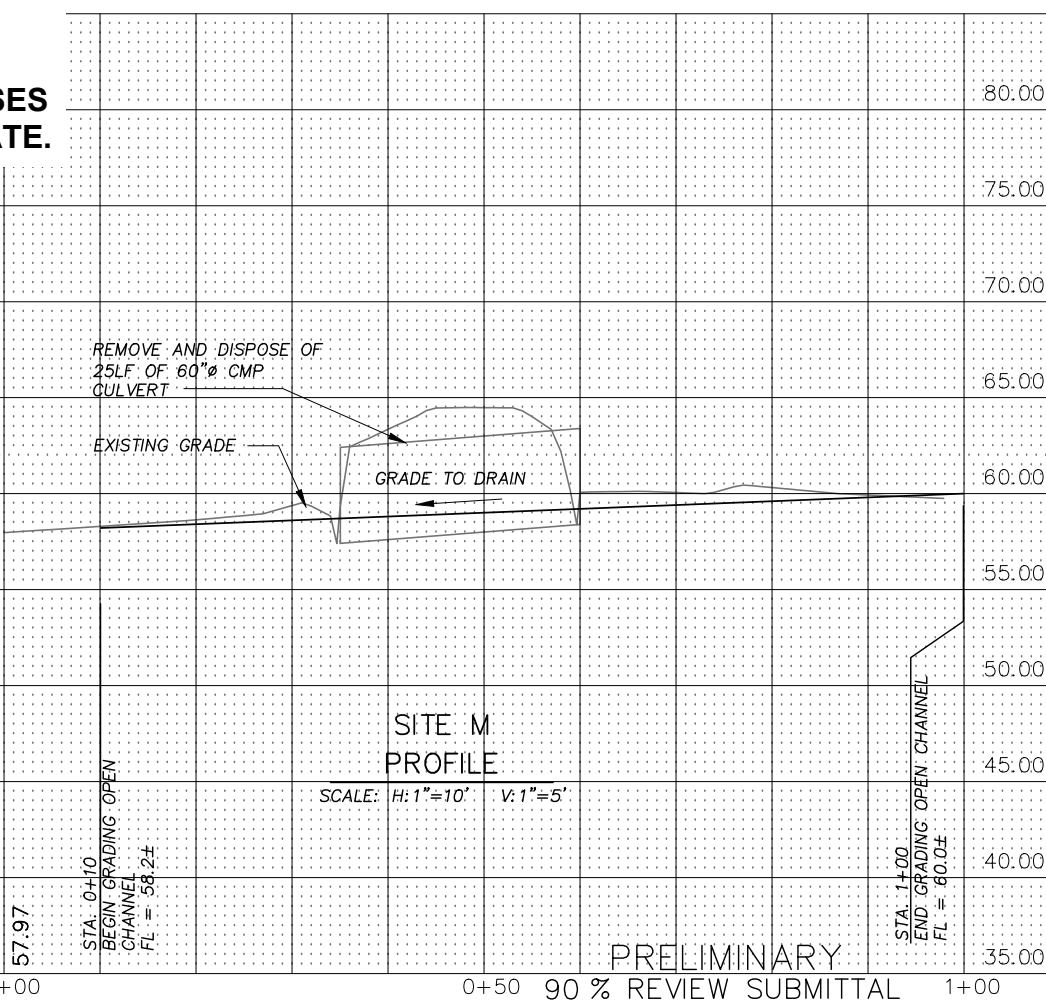 SES
ATE.
80.00
75.00
70.00
REMOVE AND DISPOSE OF
25LF OF 60"ø CMP
CULVERT
65.00
EXISTING GRADE
GRADE TO DRAIN
60.00
55.00
50.00
SITE M
PROFILE
SCALE: H:1"=10' V:1"=5'
45.00
40.00
35.00
57.97
STA. 0+10
BEGIN GRADING OPEN
CHANNEL
FL = 58.2±
STA. 1+00
END GRADING OPEN CHANNEL
FL = 60.0±
PRELIMINARY
90 % REVIEW SUBMITTAL
+00
0+50
1+00